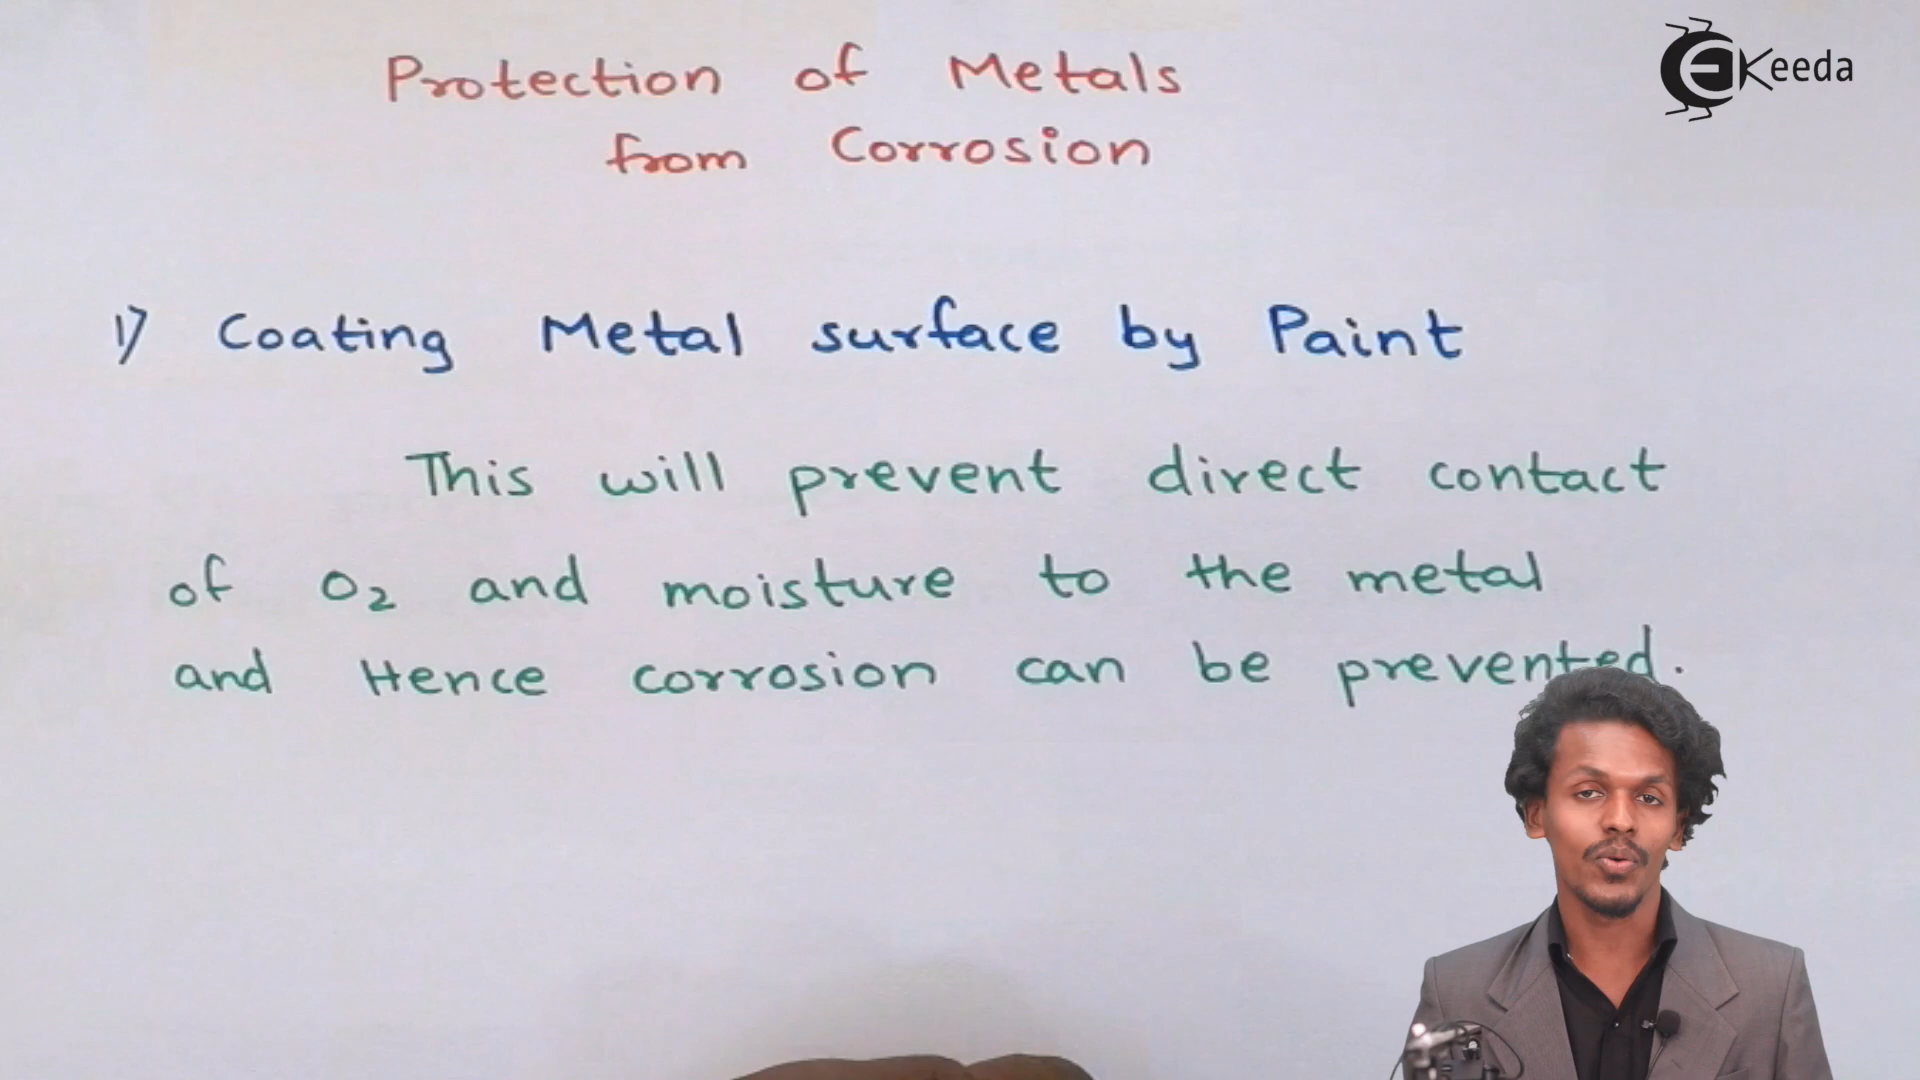 Protection of Metals
from Corrosion
EKeeda
1) Coating Metal surface by Paint
This will prevent direct contact
of O2 and moisture to the metal
and Hence corrosion can be prevented.